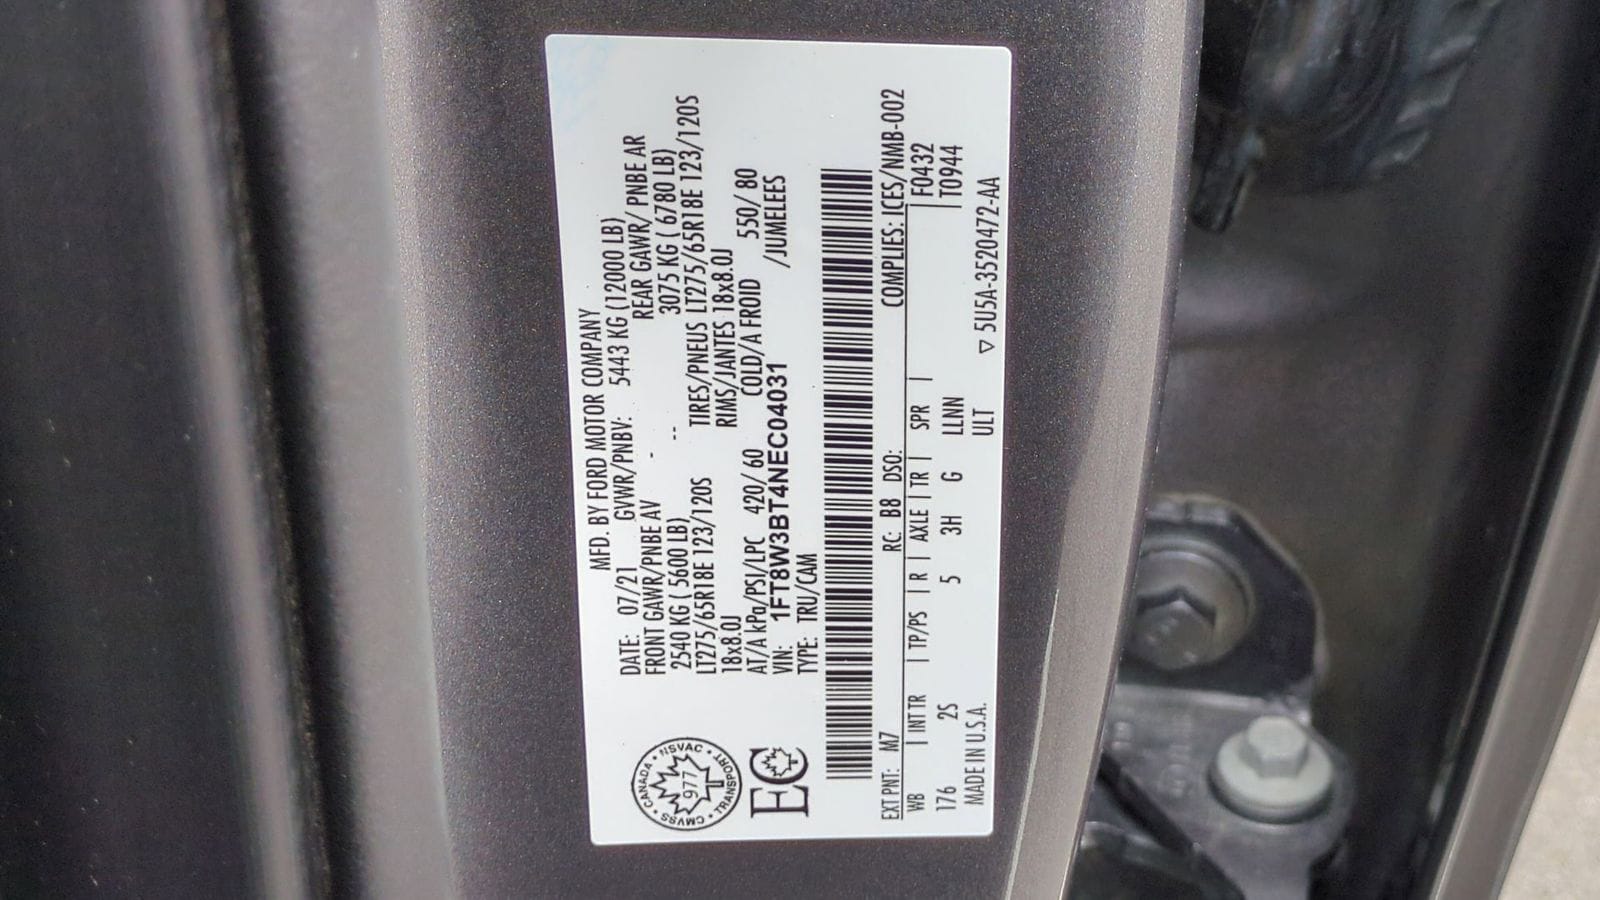 MFD. BY FORD MOTOR COMPANY
DATE: 07/21 GVWR/PNBV: 5443 KG (12000 LB)
FRONT GAWR/PNBE AV - -- REAR GAWR/ PNBE AR
2540 KG ( 5600 LB) 3075 KG ( 6780 LB)
LT275/65R18E 123/120S TIRES/PNEUS LT275/65R18E 123/120S
18x8.0J RIMS/JANTES 18x8.0J
AT/A kPa/PSI/LPC 420/ 60 COLD/A FROID 550/ 80
VIN: 1FT8W3BT4NEC04031 /JUMELEES
TYPE: TRU/CAM
CANADA · NSVAC · TRANSPORT · CMVSS ·
977
EC
COMPLIES: ICES/NMB-002
EXT PNT: M7 RC: B8 DSO: F0432
WB | INT TR | TP/PS | R | AXLE | TR | SPR | T0944
176 2S 5 3H G LLNN
MADE IN U.S.A. ULT ▽ 5U5A-3520472-AA